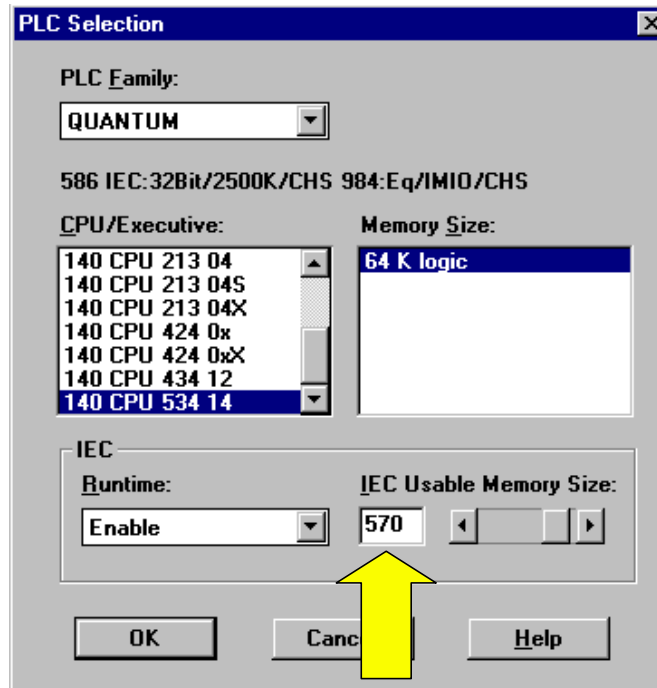 PLC Selection
PLC Family:
QUANTUM
586 IEC:32Bit/2500K/CHS 984:Eq/IMIO/CHS
CPU/Executive:
Memory Size:
140 CPU 213 04
140 CPU 213 04S
140 CPU 213 04X
140 CPU 424 0x
140 CPU 424 0xX
140 CPU 434 12
140 CPU 534 14
64 K logic
IEC
Runtime:
IEC Usable Memory Size:
Enable
570
OK
Canc
Help